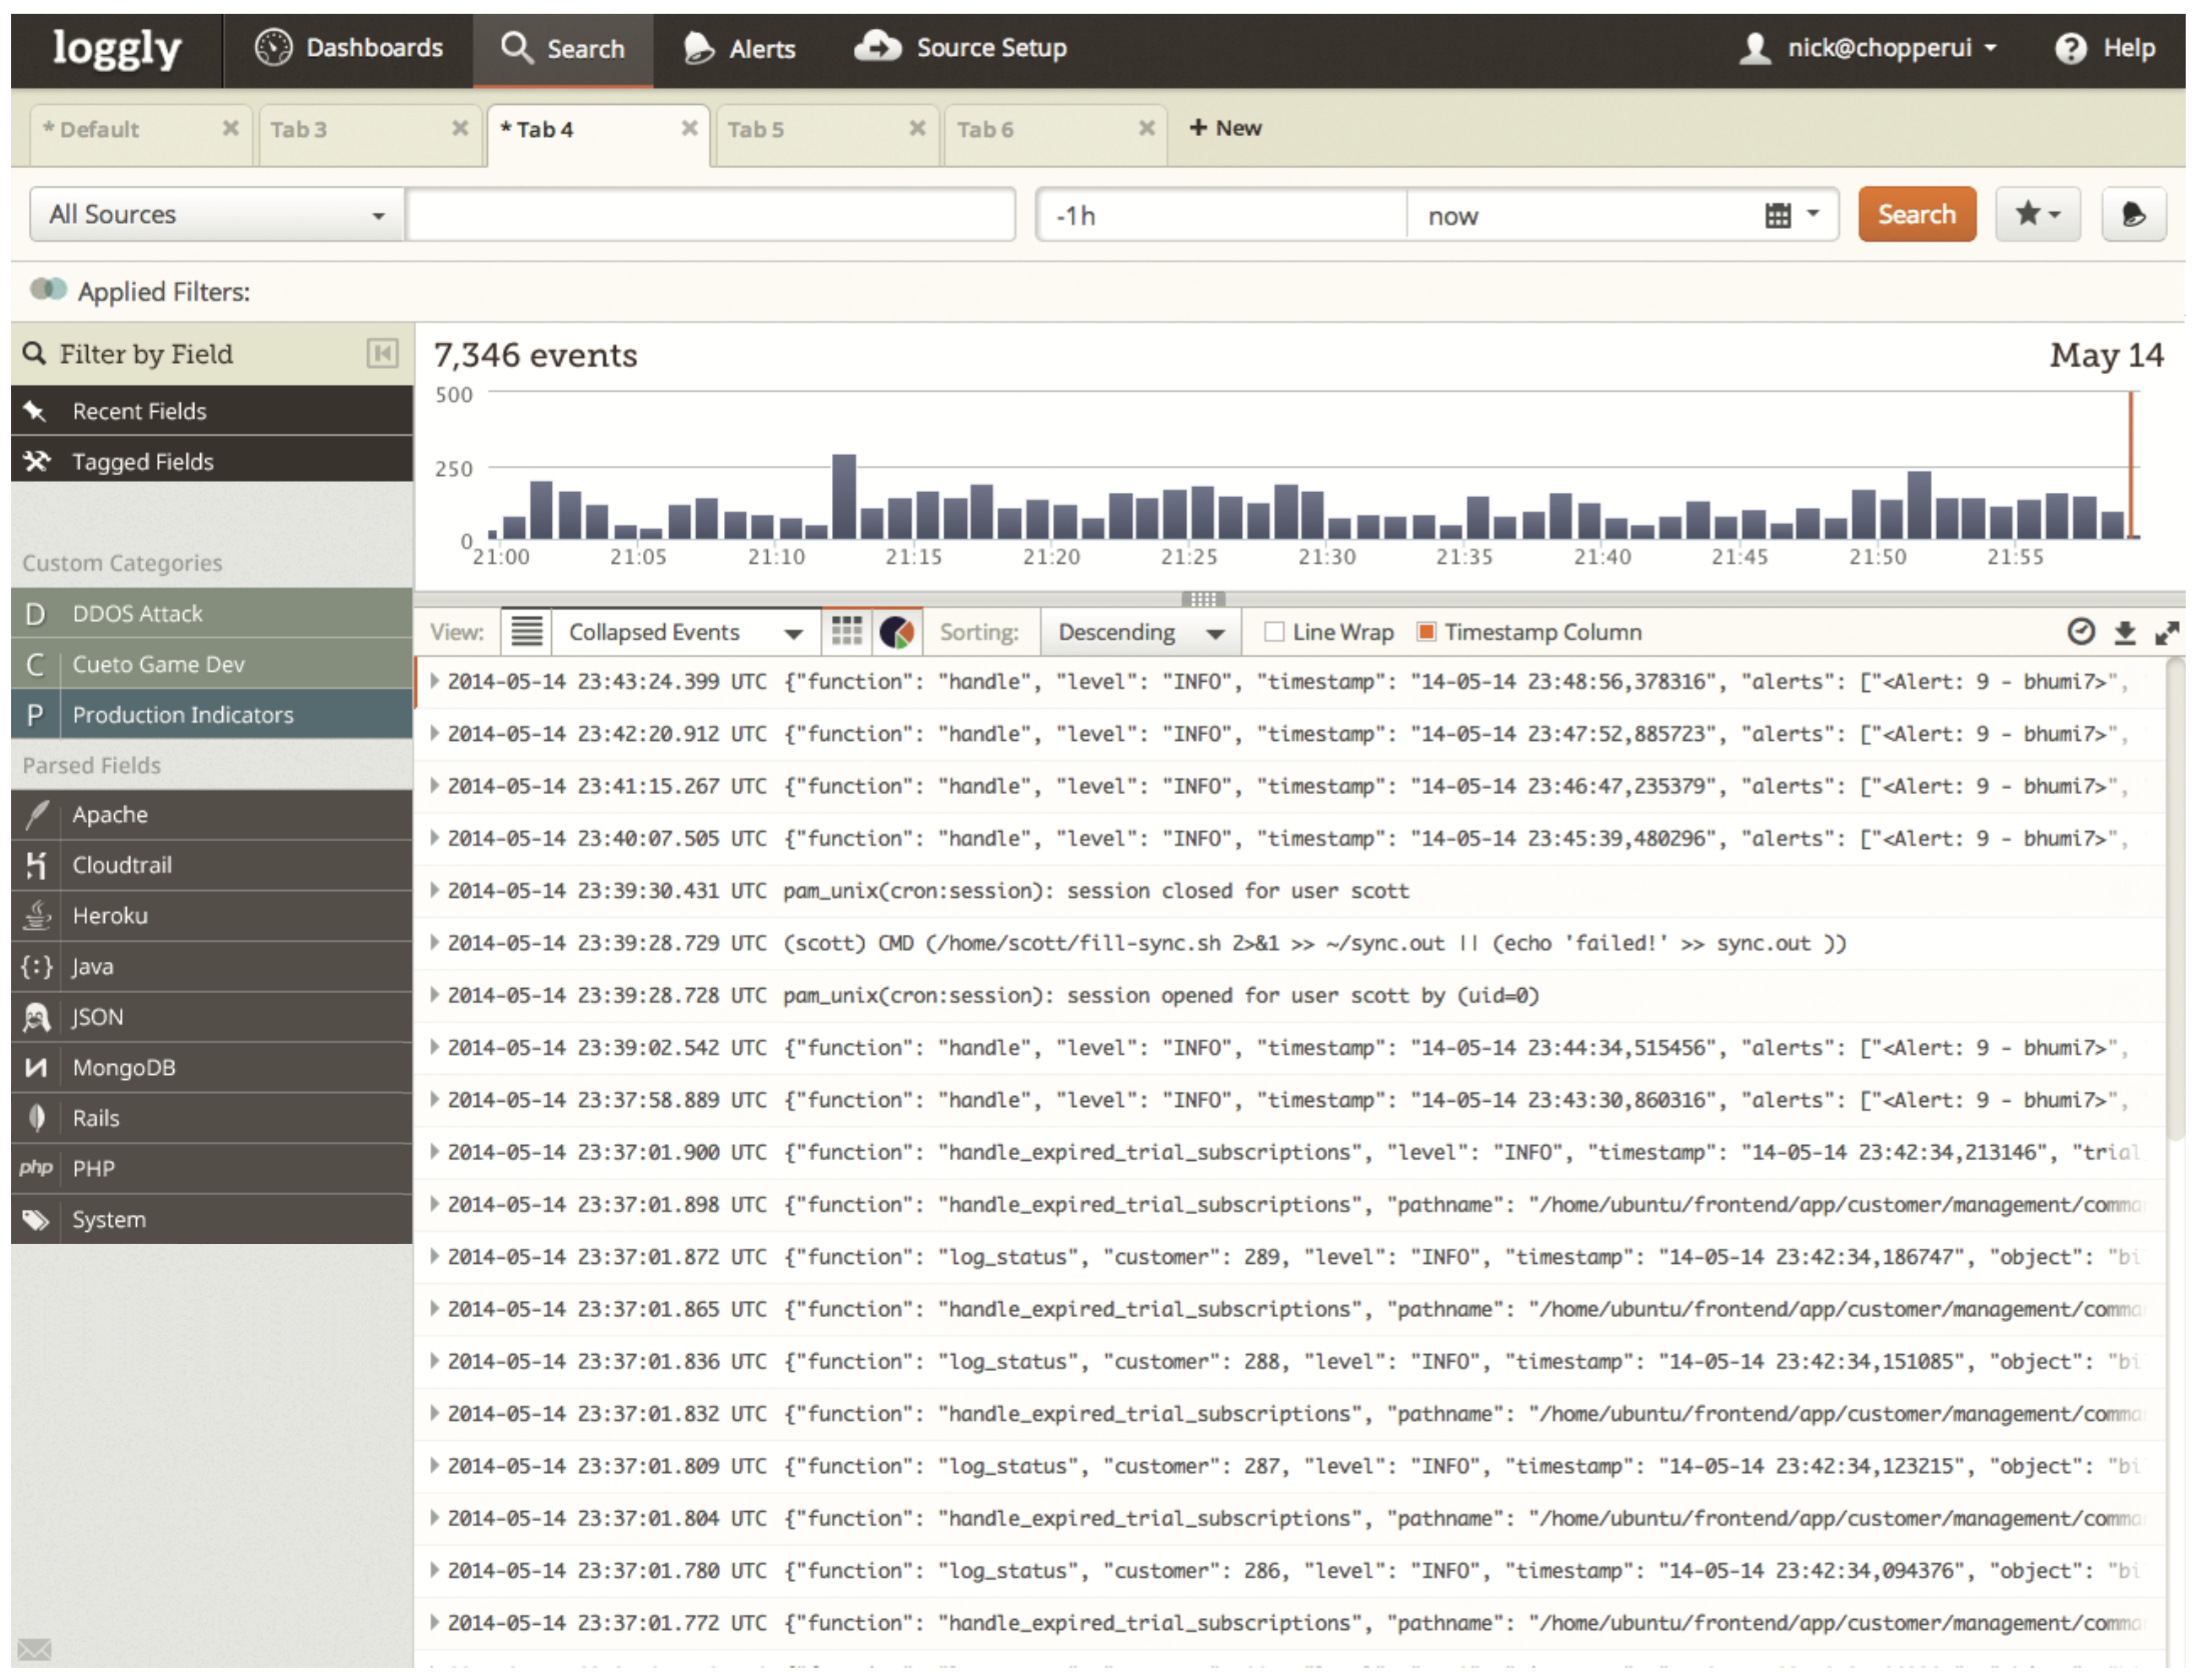 loggly Dashboards Search Alerts Source Setup nick@chopperui Help
* Default Tab 3 * Tab 4 Tab 5 Tab 6 + New
All Sources -1h now Search
Applied Filters:
Filter by Field
Recent Fields
Tagged Fields
Custom Categories
D DDOS Attack
C Cueto Game Dev
P Production Indicators
Parsed Fields
Apache
Cloudtrail
Heroku
{:} Java
JSON
MongoDB
Rails
php PHP
System
7,346 events May 14
500
250
0
21:00 21:05 21:10 21:15 21:20 21:25 21:30 21:35 21:40 21:45 21:50 21:55
View: Collapsed Events Sorting: Descending Line Wrap Timestamp Column
2014-05-14 23:43:24.399 UTC {"function": "handle", "level": "INFO", "timestamp": "14-05-14 23:48:56,378316", "alerts": ["<Alert: 9 - bhumi7>",
2014-05-14 23:42:20.912 UTC {"function": "handle", "level": "INFO", "timestamp": "14-05-14 23:47:52,885723", "alerts": ["<Alert: 9 - bhumi7>",
2014-05-14 23:41:15.267 UTC {"function": "handle", "level": "INFO", "timestamp": "14-05-14 23:46:47,235379", "alerts": ["<Alert: 9 - bhumi7>",
2014-05-14 23:40:07.505 UTC {"function": "handle", "level": "INFO", "timestamp": "14-05-14 23:45:39,480296", "alerts": ["<Alert: 9 - bhumi7>",
2014-05-14 23:39:30.431 UTC pam_unix(cron:session): session closed for user scott
2014-05-14 23:39:28.729 UTC (scott) CMD (/home/scott/fill-sync.sh 2>&1 >> ~/sync.out || (echo 'failed!' >> sync.out ))
2014-05-14 23:39:28.728 UTC pam_unix(cron:session): session opened for user scott by (uid=0)
2014-05-14 23:39:02.542 UTC {"function": "handle", "level": "INFO", "timestamp": "14-05-14 23:44:34,515456", "alerts": ["<Alert: 9 - bhumi7>",
2014-05-14 23:37:58.889 UTC {"function": "handle", "level": "INFO", "timestamp": "14-05-14 23:43:30,860316", "alerts": ["<Alert: 9 - bhumi7>",
2014-05-14 23:37:01.900 UTC {"function": "handle_expired_trial_subscriptions", "level": "INFO", "timestamp": "14-05-14 23:42:34,213146", "trial
2014-05-14 23:37:01.898 UTC {"function": "handle_expired_trial_subscriptions", "pathname": "/home/ubuntu/frontend/app/customer/management/comma
2014-05-14 23:37:01.872 UTC {"function": "log_status", "customer": 289, "level": "INFO", "timestamp": "14-05-14 23:42:34,186747", "object": "bi
2014-05-14 23:37:01.865 UTC {"function": "handle_expired_trial_subscriptions", "pathname": "/home/ubuntu/frontend/app/customer/management/comma
2014-05-14 23:37:01.836 UTC {"function": "log_status", "customer": 288, "level": "INFO", "timestamp": "14-05-14 23:42:34,151085", "object": "bi
2014-05-14 23:37:01.832 UTC {"function": "handle_expired_trial_subscriptions", "pathname": "/home/ubuntu/frontend/app/customer/management/comma
2014-05-14 23:37:01.809 UTC {"function": "log_status", "customer": 287, "level": "INFO", "timestamp": "14-05-14 23:42:34,123215", "object": "bi
2014-05-14 23:37:01.804 UTC {"function": "handle_expired_trial_subscriptions", "pathname": "/home/ubuntu/frontend/app/customer/management/comma
2014-05-14 23:37:01.780 UTC {"function": "log_status", "customer": 286, "level": "INFO", "timestamp": "14-05-14 23:42:34,094376", "object": "bi
2014-05-14 23:37:01.772 UTC {"function": "handle_expired_trial_subscriptions", "pathname": "/home/ubuntu/frontend/app/customer/management/comma